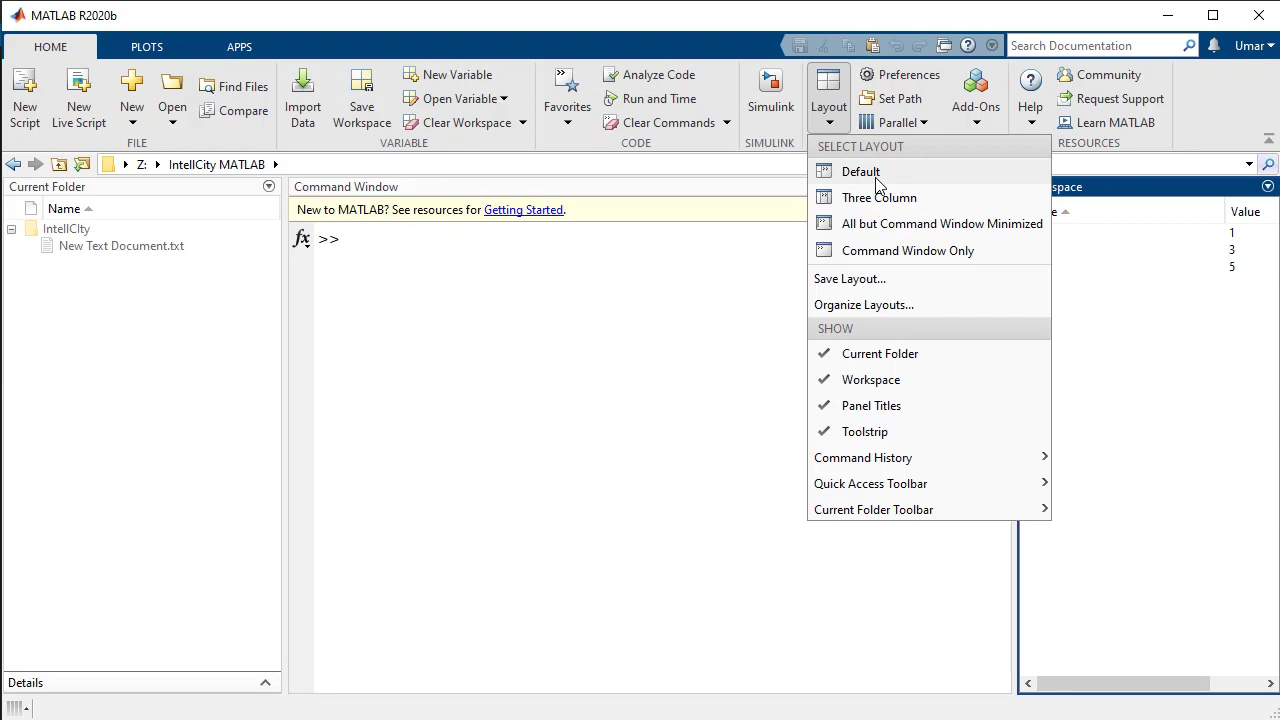 MATLAB R2020b
HOME PLOTS APPS
Search Documentation
Umar
New Script
New Live Script
New
Open
Find Files
Compare
FILE
Import Data
Save Workspace
New Variable
Open Variable
Clear Workspace
VARIABLE
Favorites
Analyze Code
Run and Time
Clear Commands
CODE
Simulink
SIMULINK
Layout
Preferences
Set Path
Parallel
Add-Ons
Help
Community
Request Support
Learn MATLAB
RESOURCES
Z: IntellCity MATLAB
Current Folder
Name
IntellCIty
New Text Document.txt
Details
Command Window
New to MATLAB? See resources for Getting Started.
fx >>
SELECT LAYOUT
Default
Three Column
All but Command Window Minimized
Command Window Only
Save Layout...
Organize Layouts...
SHOW
Current Folder
Workspace
Panel Titles
Toolstrip
Command History
Quick Access Toolbar
Current Folder Toolbar
space
e Value
1
3
5